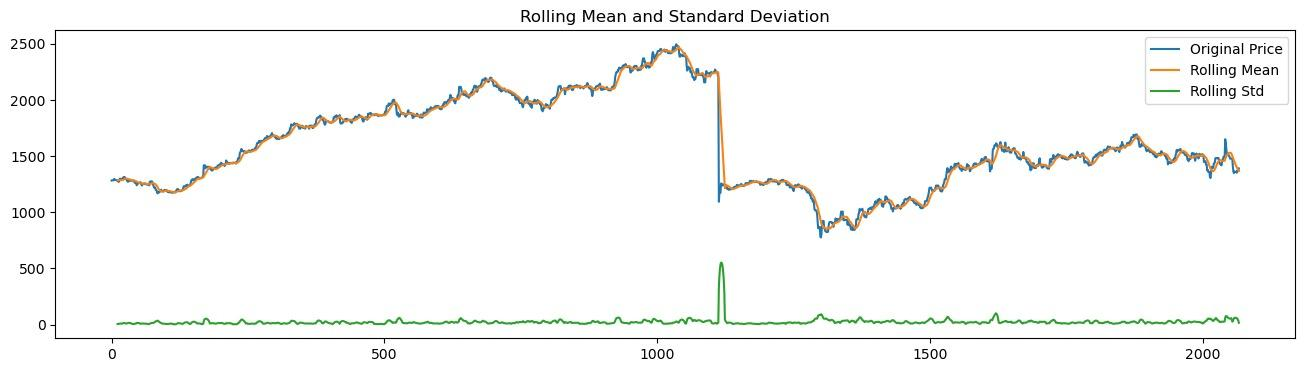 Rolling Mean and Standard Deviation
2500
2000
1500
1000
500
0
Original Price
Rolling Mean
Rolling Std
0
500
1000
1500
2000